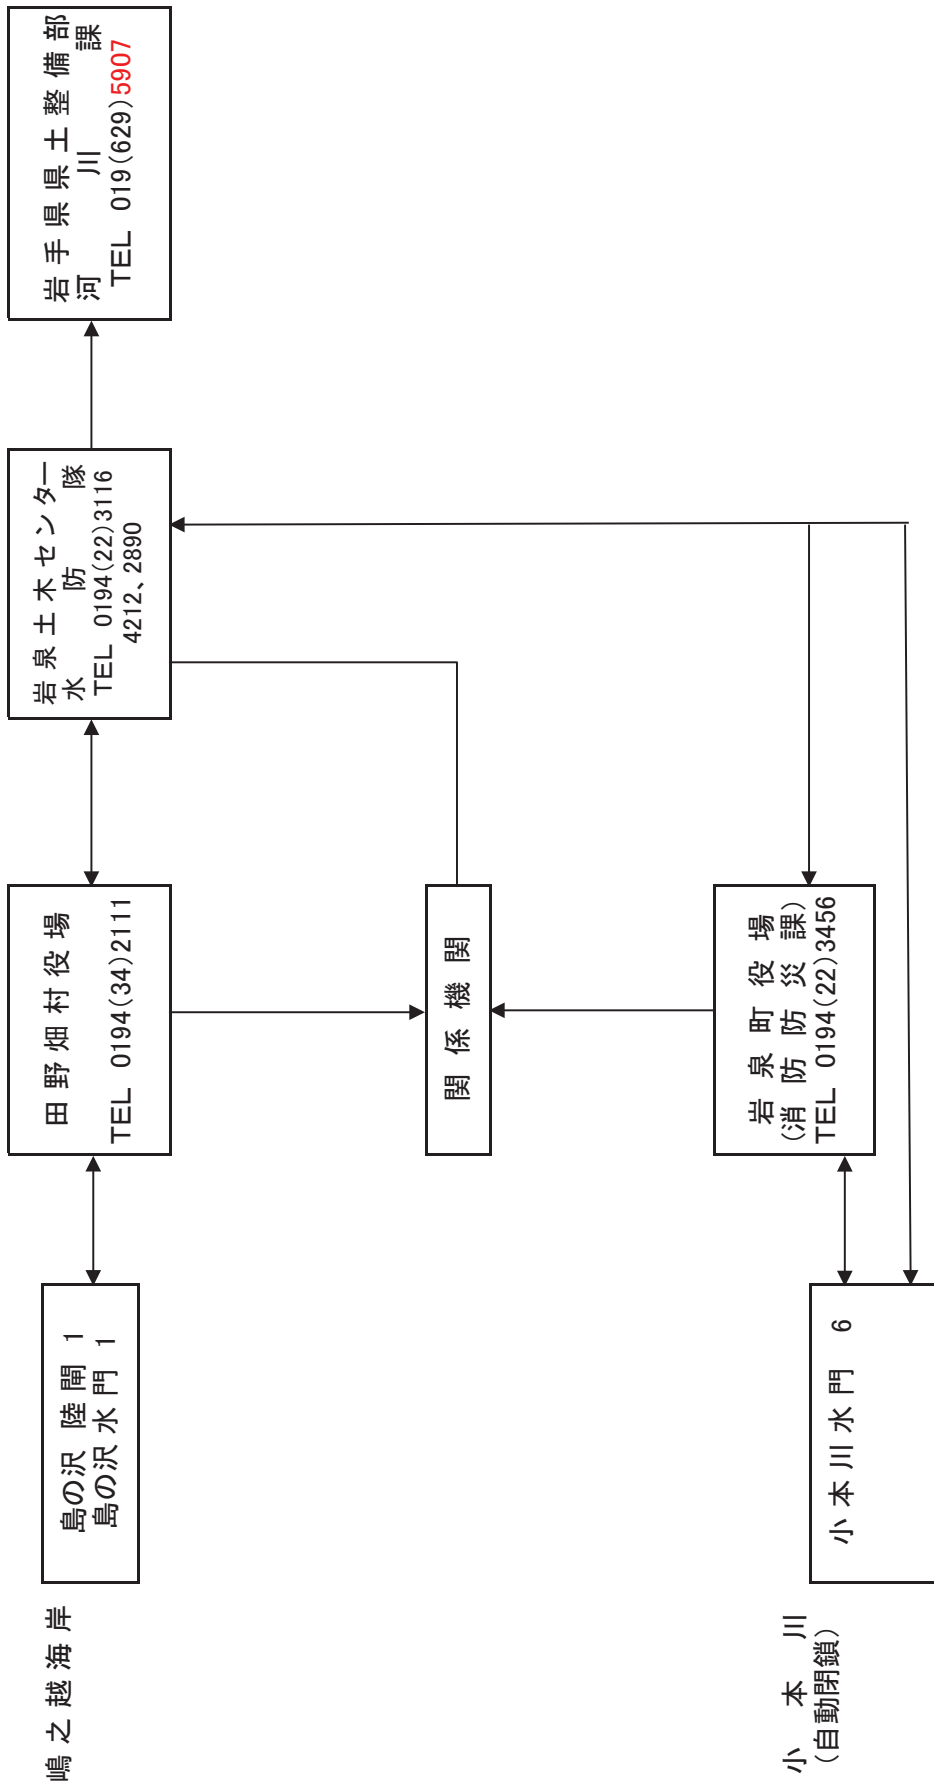 嶋之越海岸
島の沢 陸閘 1
島の沢水門 1
田野畑村役場
TEL 0194(34)2111
岩泉土木センター
水防隊
TEL 0194(22)3116
4212、2890
岩手県県土整備部
河川課
TEL 019(629)5907
関係機関
小本川
(自動閉鎖)
小本川水門 6
岩泉町役場
(消防防災課)
TEL 0194(22)3456